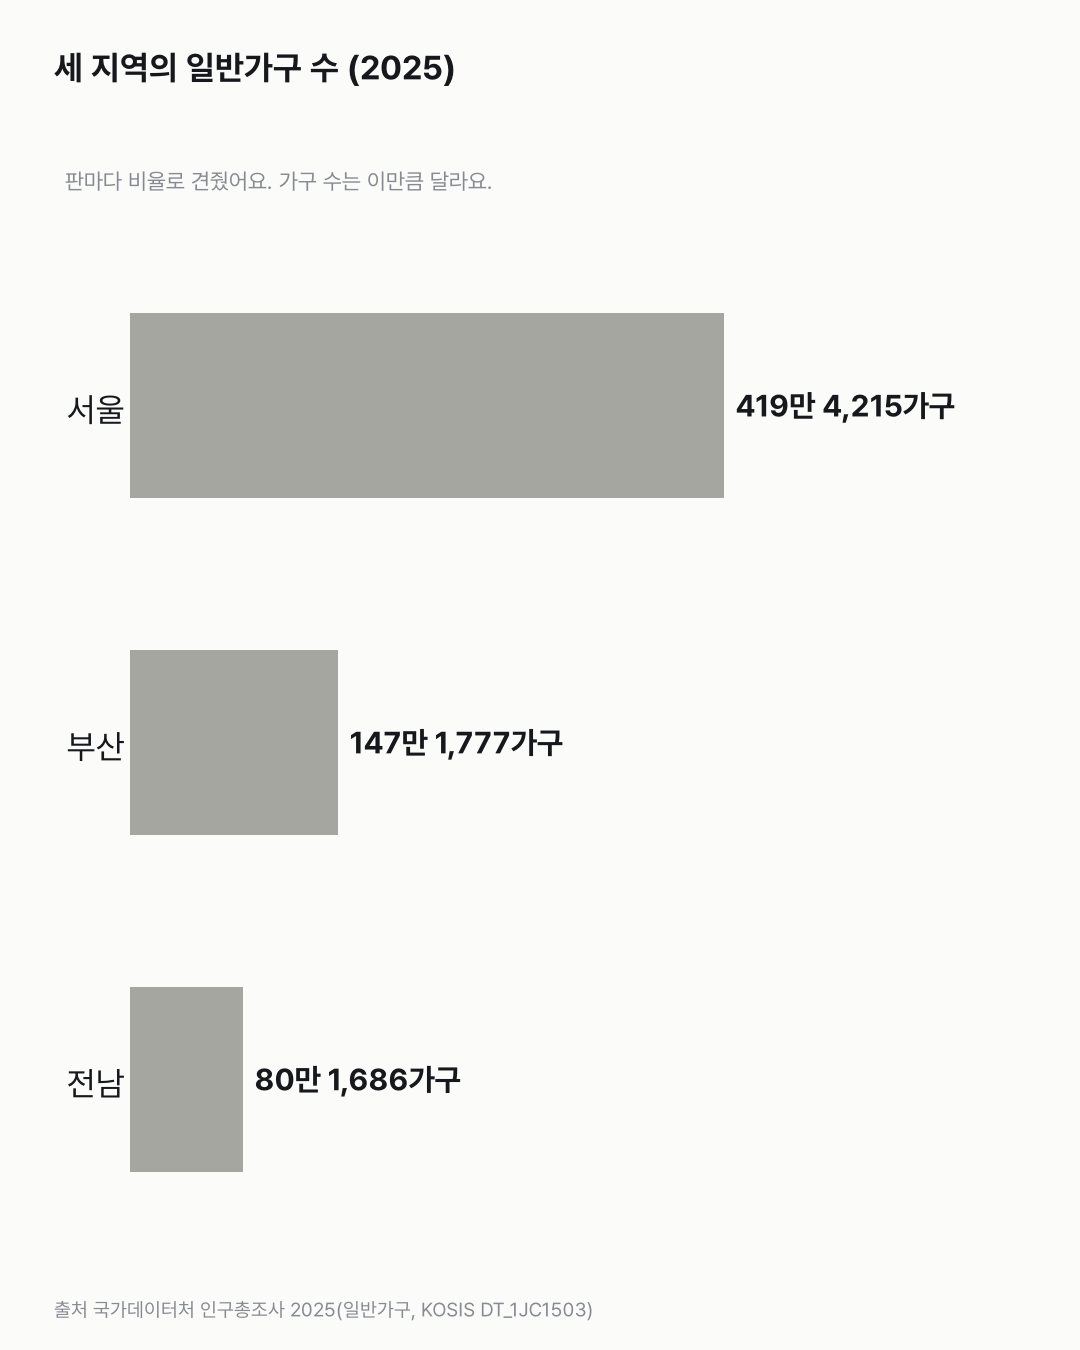 세 지역의 일반가구 수 (2025)
판마다 비율로 견줬어요. 가구 수는 이만큼 달라요.
서울 419만 4,215가구
부산 147만 1,777가구
전남 80만 1,686가구
출처 국가데이터처 인구총조사 2025(일반가구, KOSIS DT_1JC1503)